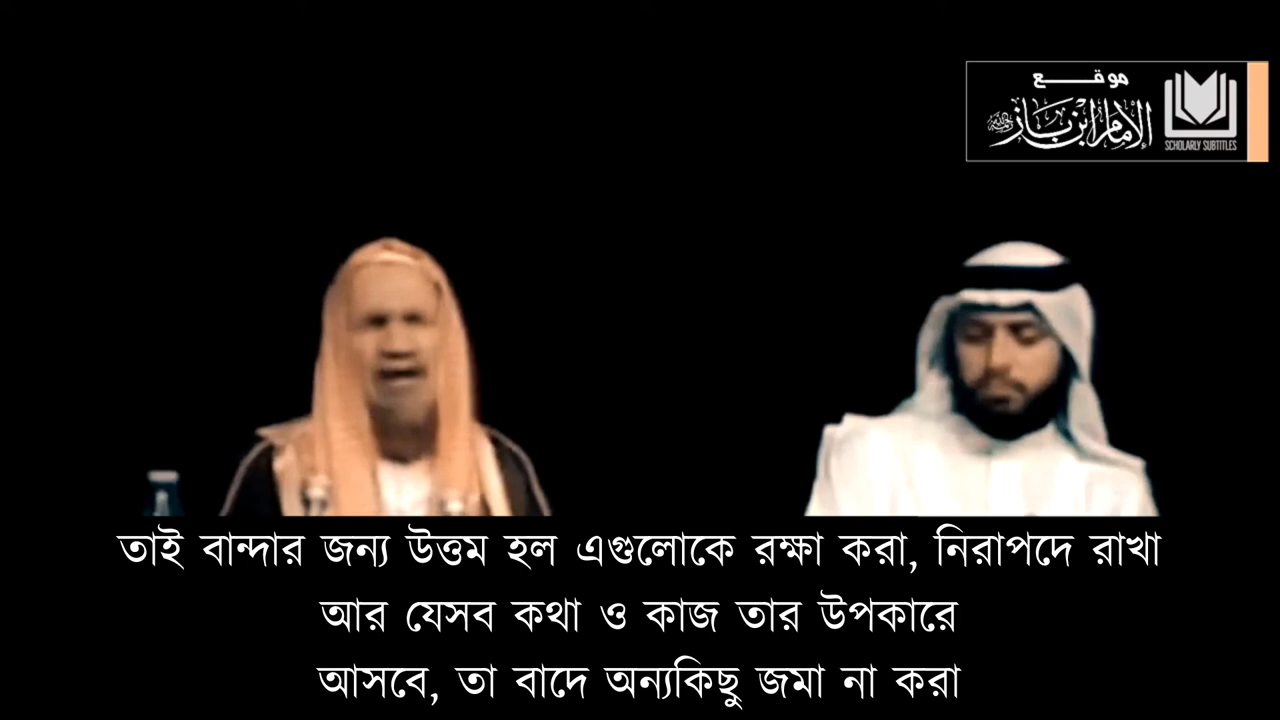 موقع
الإمام ابن باز
SCHOLARLY SUBTITLES
তাই বান্দার জন্য উত্তম হল এগুলোকে রক্ষা করা, নিরাপদে রাখা
আর যেসব কথা ও কাজ তার উপকারে
আসবে, তা বাদে অন্যকিছু জমা না করা